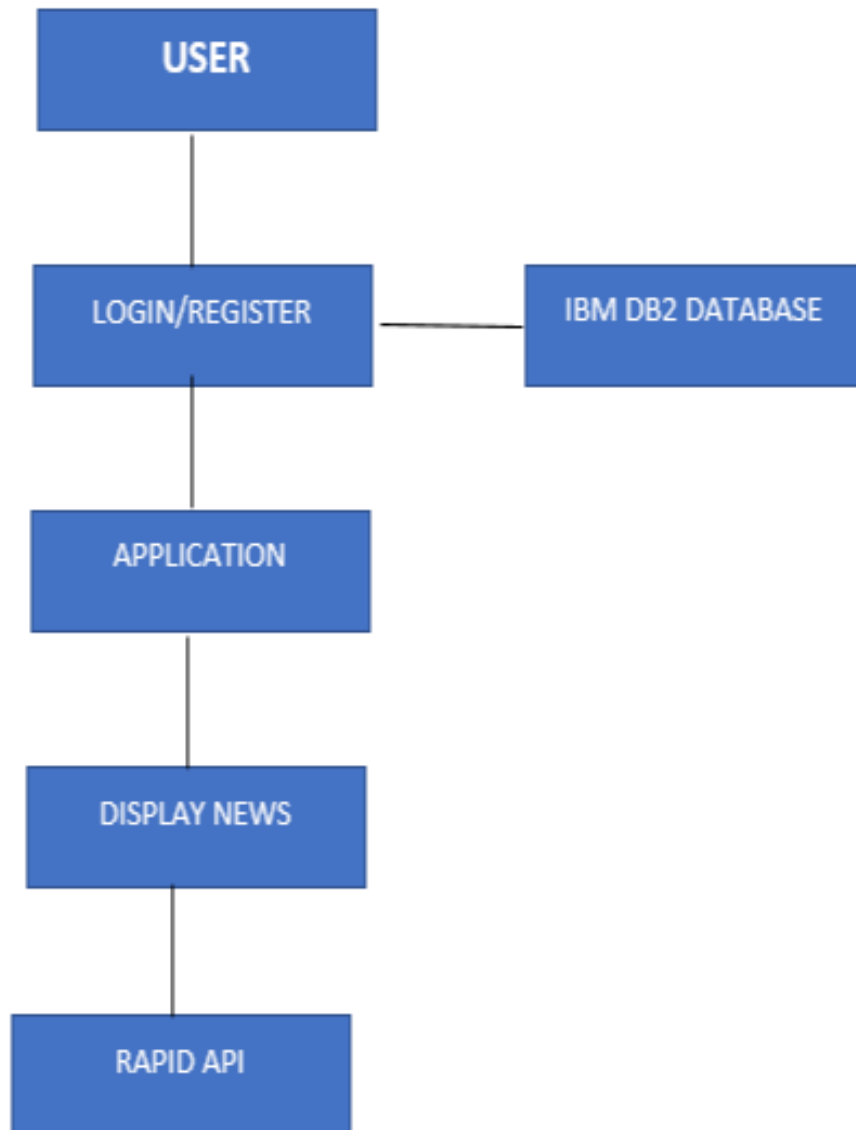 USER
LOGIN/REGISTER
IBM DB2 DATABASE
APPLICATION
DISPLAY NEWS
RAPID API